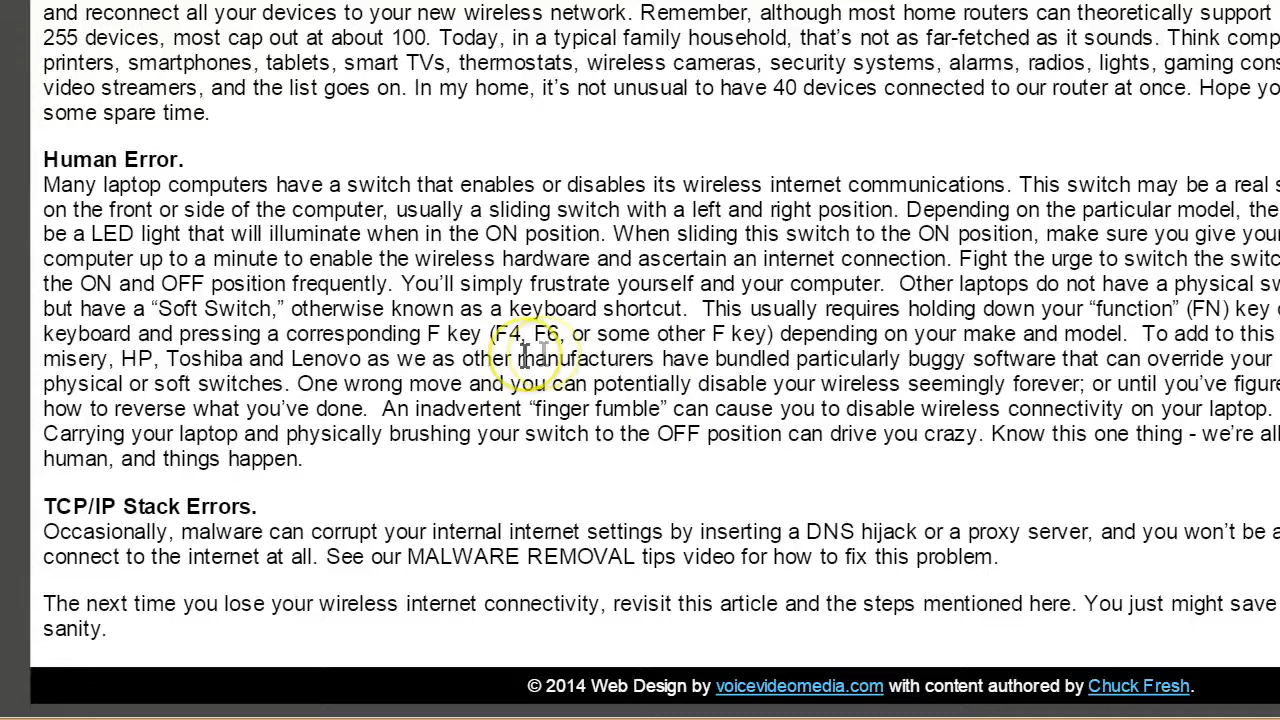 and reconnect all your devices to your new wireless network. Remember, although most home routers can theoretically support
255 devices, most cap out at about 100. Today, in a typical family household, that's not as far-fetched as it sounds. Think
printers, smartphones, tablets, smart TVs, thermostats, wireless cameras, security systems, alarms, radios, lights, gaming
video streamers, and the list goes on. In my home, it's not unusual to have 40 devices connected to our router at once. Hope
some spare time.
Human Error.
Many laptop computers have a switch that enables or disables its wireless internet communications. This switch may be a real
on the front or side of the computer, usually a sliding switch with a left and right position. Depending on the particular model,
be a LED light that will illuminate when in the ON position. When sliding this switch to the ON position, make sure you give
computer up to a minute to enable the wireless hardware and ascertain an internet connection. Fight the urge to switch the
the ON and OFF position frequently. You'll simply frustrate yourself and your computer. Other laptops do not have a physical
but have a “Soft Switch,” otherwise known as a keyboard shortcut. This usually requires holding down your “function” (FN) key
keyboard and pressing a corresponding F key (F4, F6, or some other F key) depending on your make and model. To add to this
misery, HP, Toshiba and Lenovo as we as other manufacturers have bundled particularly buggy software that can override your
physical or soft switches. One wrong move and you can potentially disable your wireless seemingly forever; or until you've
how to reverse what you've done. An inadvertent “finger fumble” can cause you to disable wireless connectivity on your laptop.
Carrying your laptop and physically brushing your switch to the OFF position can drive you crazy. Know this one thing - we're all
human, and things happen.
TCP/IP Stack Errors.
Occasionally, malware can corrupt your internal internet settings by inserting a DNS hijack or a proxy server, and you won't be
connect to the internet at all. See our MALWARE REMOVAL tips video for how to fix this problem.
The next time you lose your wireless internet connectivity, revisit this article and the steps mentioned here. You just might save
sanity.
© 2014 Web Design by voicevideomedia.com with content authored by Chuck Fresh.